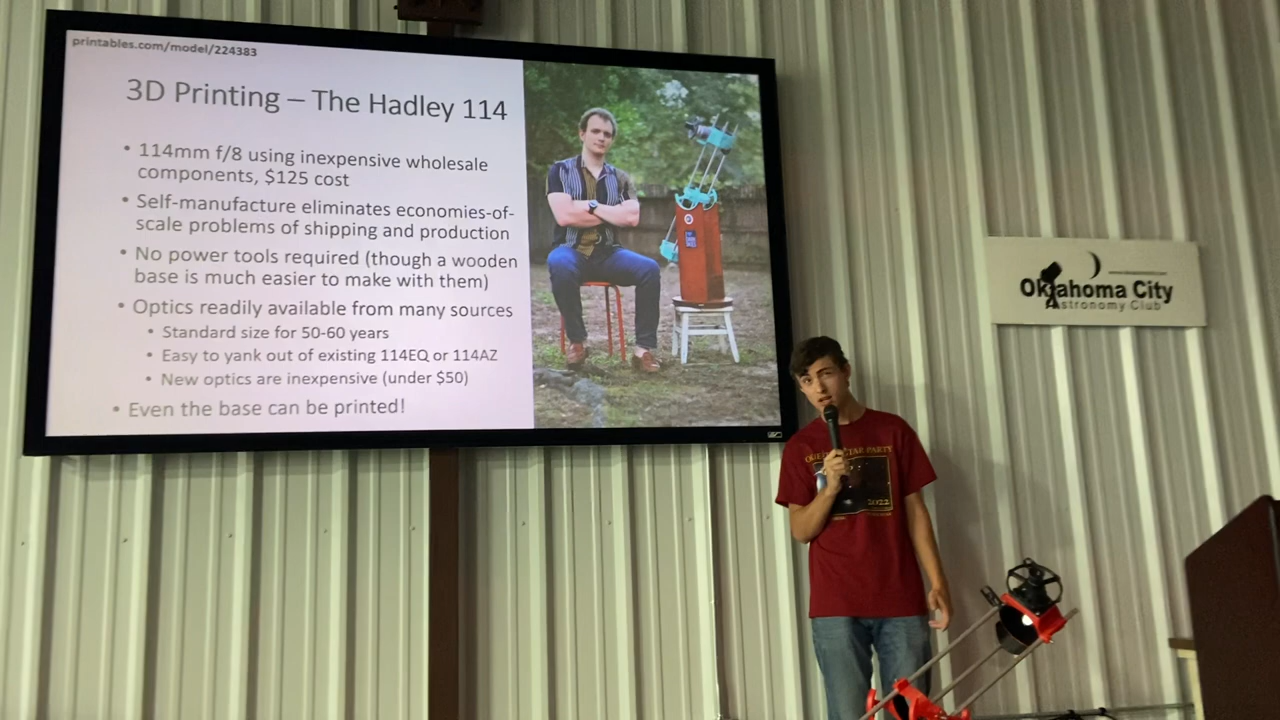 printables.com/model/224383
3D Printing – The Hadley 114
• 114mm f/8 using inexpensive wholesale
components, $125 cost
• Self-manufacture eliminates economies-of-
scale problems of shipping and production
• No power tools required (though a wooden
base is much easier to make with them)
• Optics readily available from many sources
• Standard size for 50-60 years
• Easy to yank out of existing 114EQ or 114AZ
• New optics are inexpensive (under $50)
• Even the base can be printed!
Oklahoma City
Astronomy Club
STAR PARTY
2022